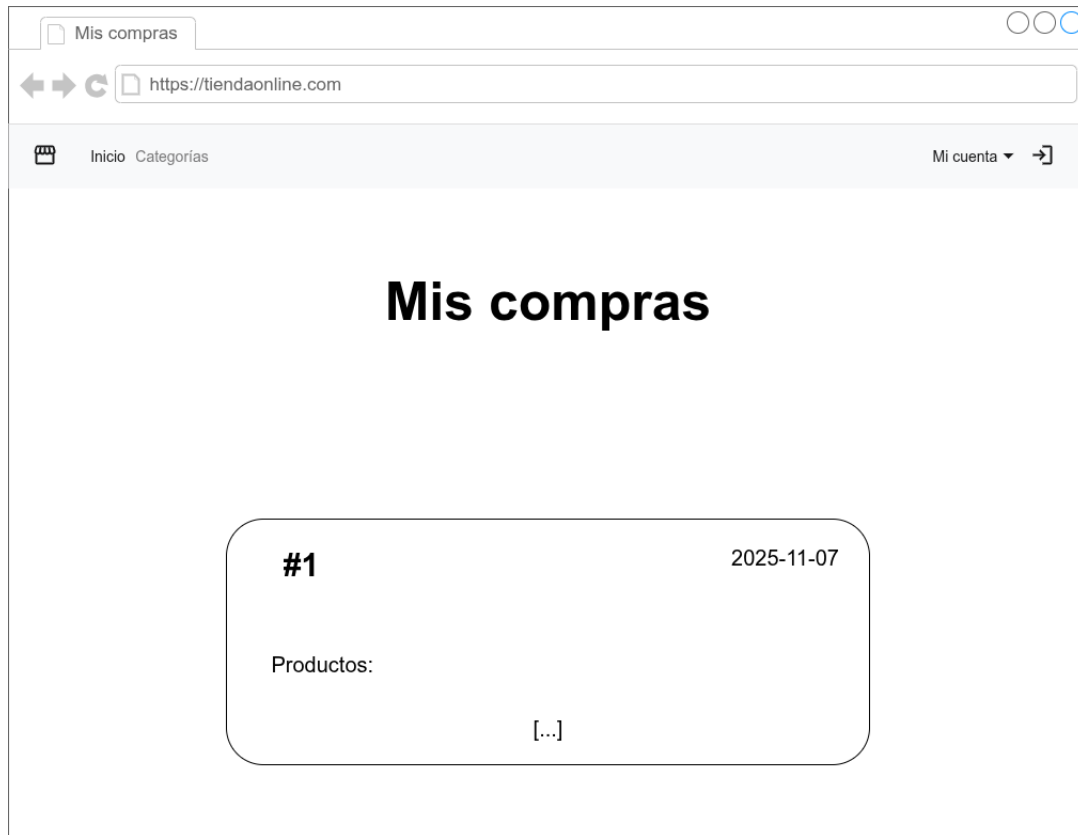 Mis compras
https://tiendaonline.com
Inicio Categorías Mi cuenta
Mis compras
#1 2025-11-07
Productos:
[...]